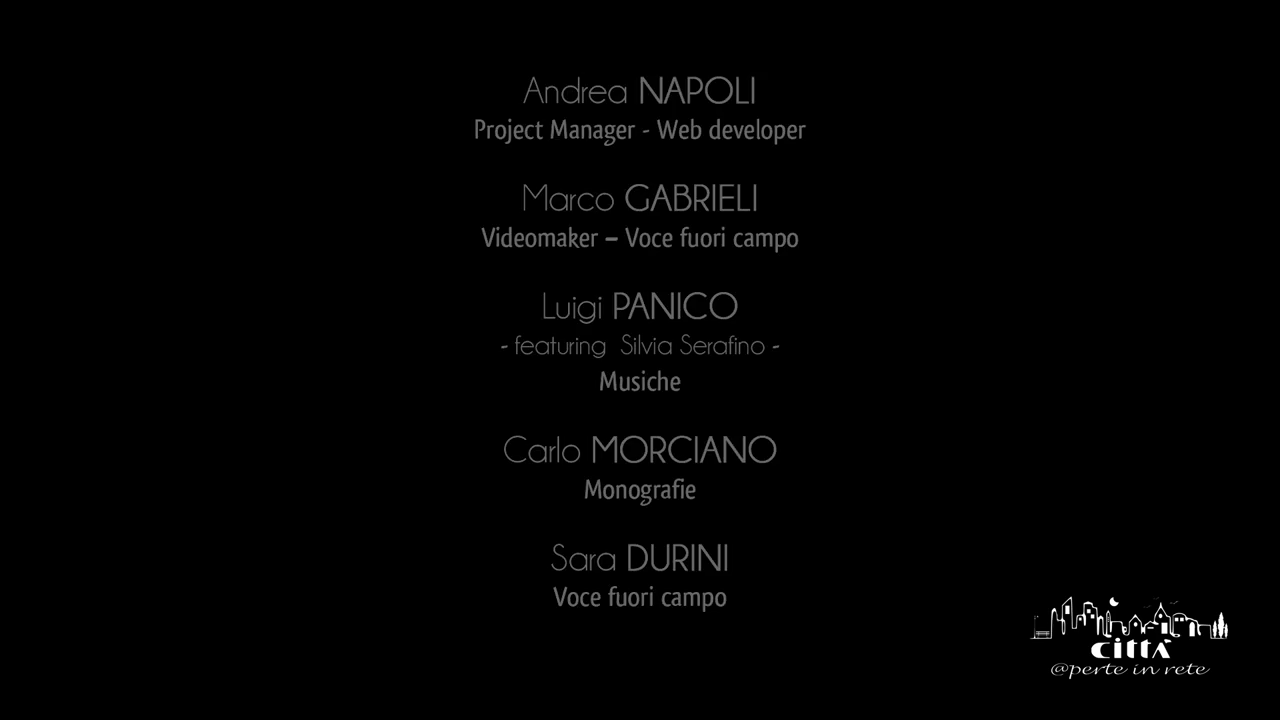 Andrea NAPOLI
Project Manager - Web developer
Marco GABRIELI
Videomaker – Voce fuori campo
Luigi PANICO
- featuring Silvia Serafino -
Musiche
Carlo MORCIANO
Monografie
Sara DURINI
Voce fuori campo
CITTÀ
@perte in rete